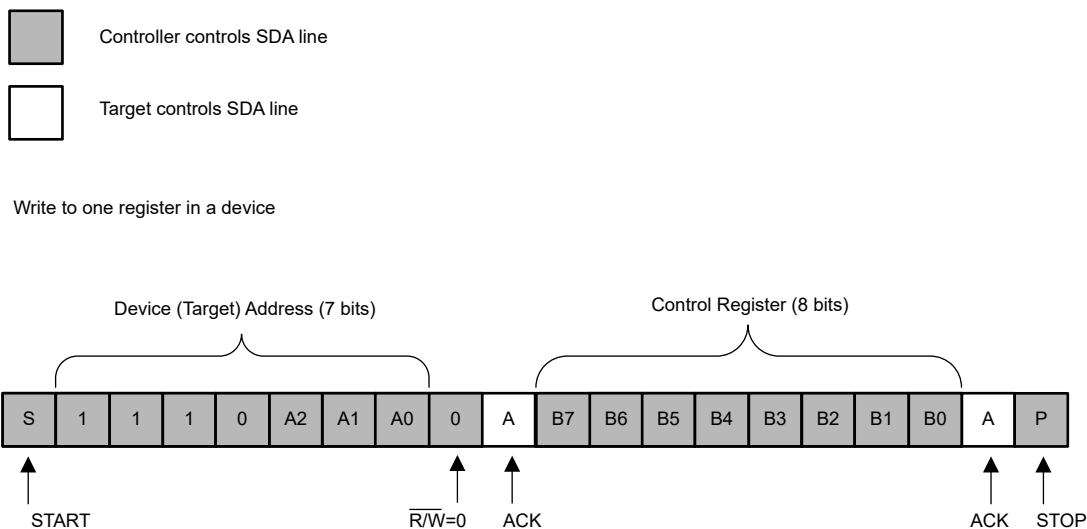 Controller controls SDA line
Target controls SDA line
Write to one register in a device
Device (Target) Address (7 bits)
Control Register (8 bits)
S 1 1 1 0 A2 A1 A0 0 A B7 B6 B5 B4 B3 B2 B1 B0 A P
START R/W=0 ACK ACK STOP